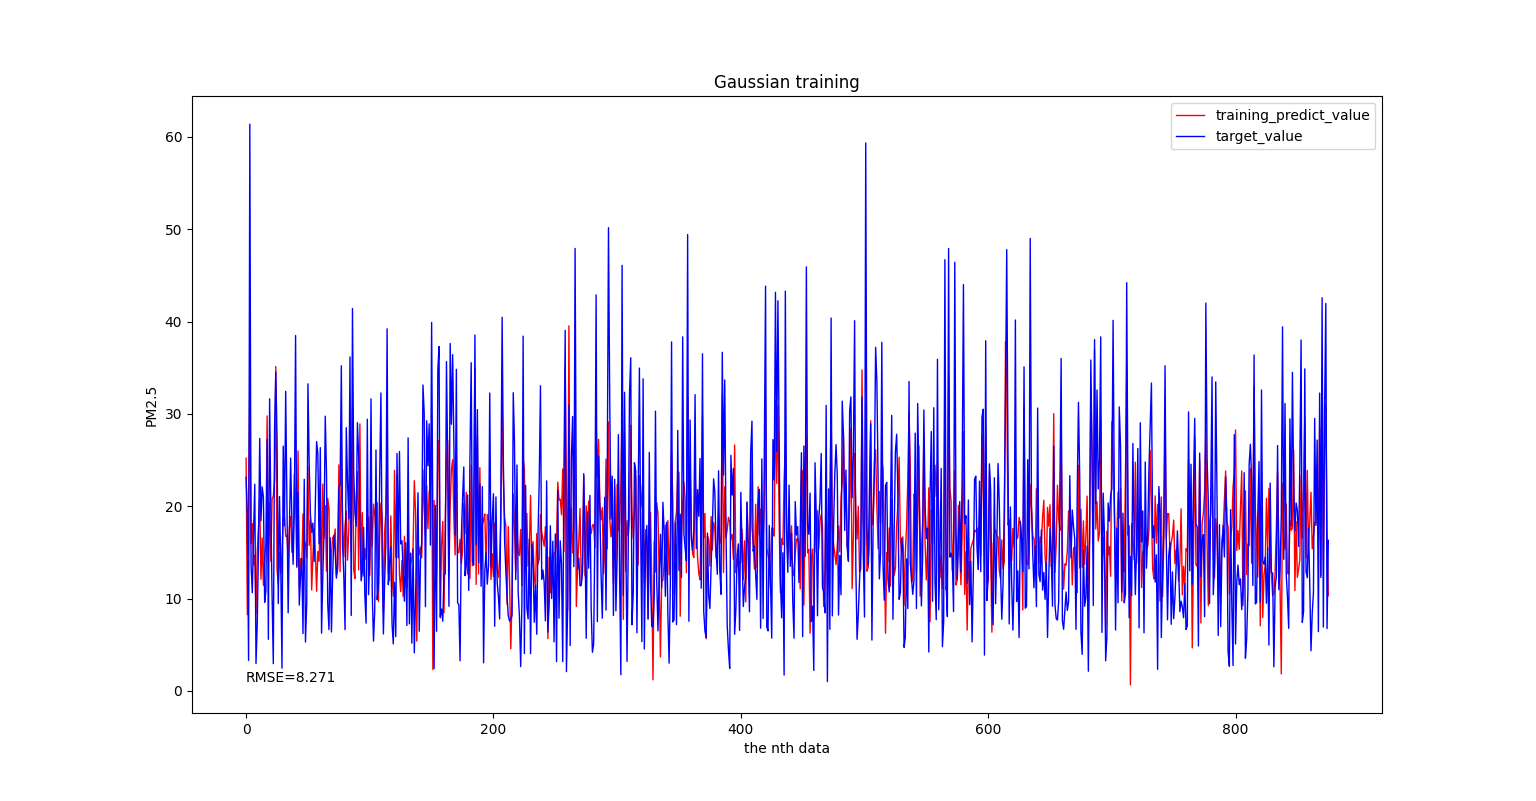 Gaussian training
training_predict_value
target_value
60
50
40
30
20
10
0
PM2.5
RMSE=8.271
0 200 400 600 800
the nth data